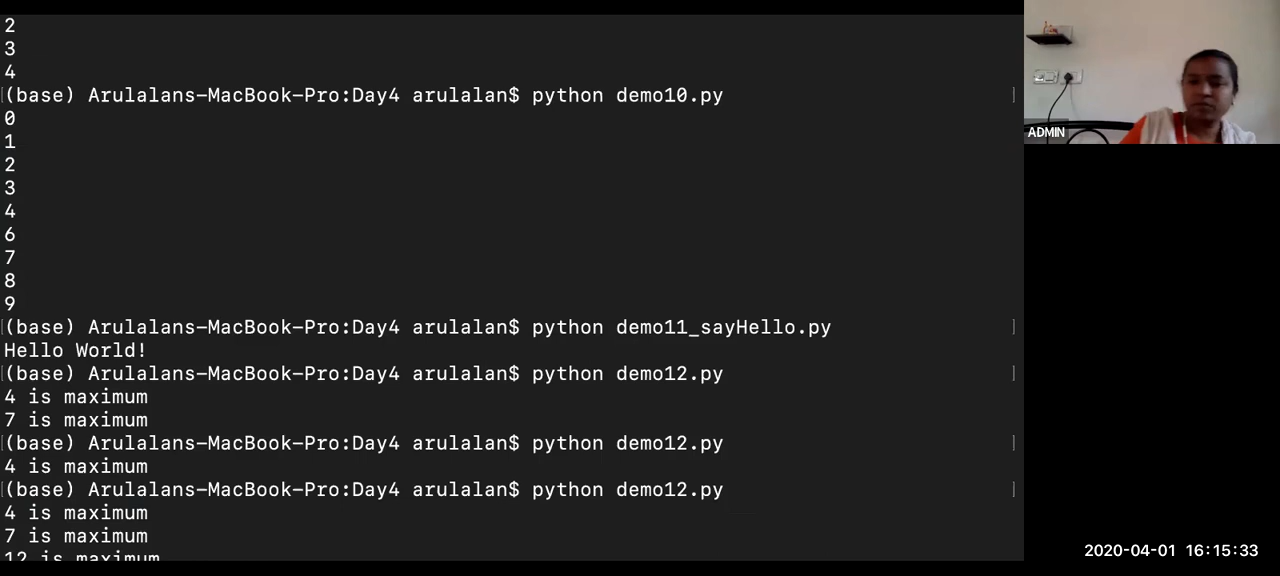 2
3
4
(base) Arulalans-MacBook-Pro:Day4 arulalan$ python demo10.py
0
1
2
3
4
6
7
8
9
(base) Arulalans-MacBook-Pro:Day4 arulalan$ python demo11_sayHello.py
Hello World!
(base) Arulalans-MacBook-Pro:Day4 arulalan$ python demo12.py
4 is maximum
7 is maximum
(base) Arulalans-MacBook-Pro:Day4 arulalan$ python demo12.py
4 is maximum
(base) Arulalans-MacBook-Pro:Day4 arulalan$ python demo12.py
4 is maximum
7 is maximum
12 is maximum
ADMIN
2020-04-01 16:15:33